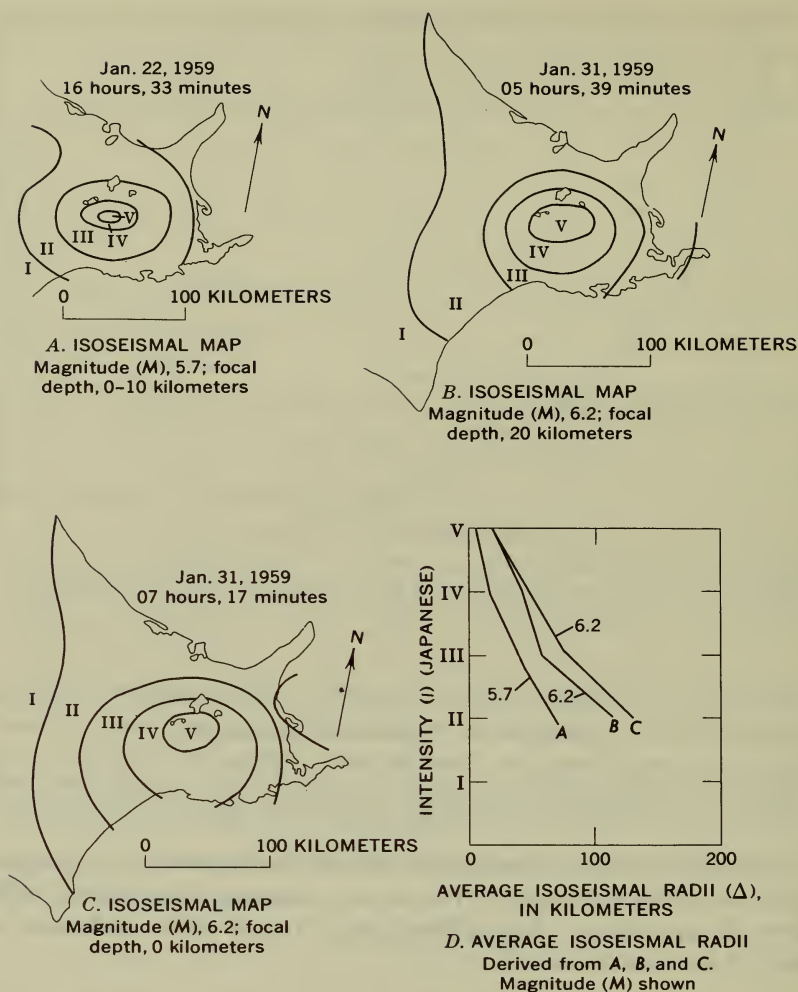 Jan. 22, 1959
16 hours, 33 minutes
N
V
IV
III
II
I
0 100 KILOMETERS
A. ISOSEISMAL MAP
Magnitude (M), 5.7; focal
depth, 0–10 kilometers
Jan. 31, 1959
05 hours, 39 minutes
N
V
IV
III
II
I
0 100 KILOMETERS
B. ISOSEISMAL MAP
Magnitude (M), 6.2; focal
depth, 20 kilometers
Jan. 31, 1959
07 hours, 17 minutes
N
I II III IV V
0 100 KILOMETERS
C. ISOSEISMAL MAP
Magnitude (M), 6.2; focal
depth, 0 kilometers
INTENSITY (I) (JAPANESE)
V
IV
III
II
I
6.2
5.7
6.2
A
B
C
0 100 200
AVERAGE ISOSEISMAL RADII (Δ),
IN KILOMETERS
D. AVERAGE ISOSEISMAL RADII
Derived from A, B, and C.
Magnitude (M) shown